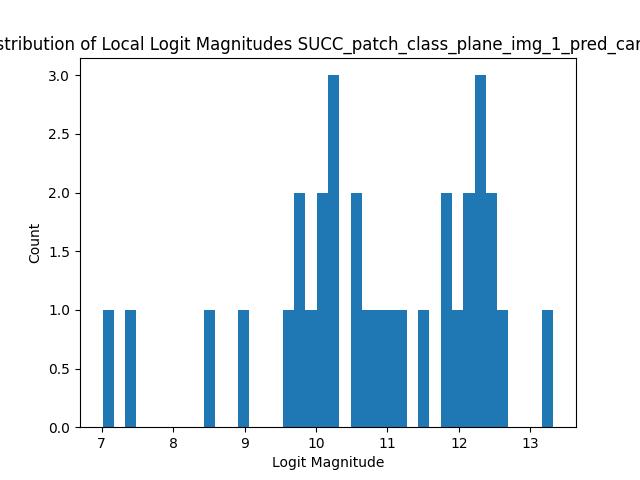 stribution of Local Logit Magnitudes SUCC_patch_class_plane_img_1_pred_car
3.0
2.5
2.0
1.5
1.0
0.5
0.0
Count
7 8 9 10 11 12 13
Logit Magnitude